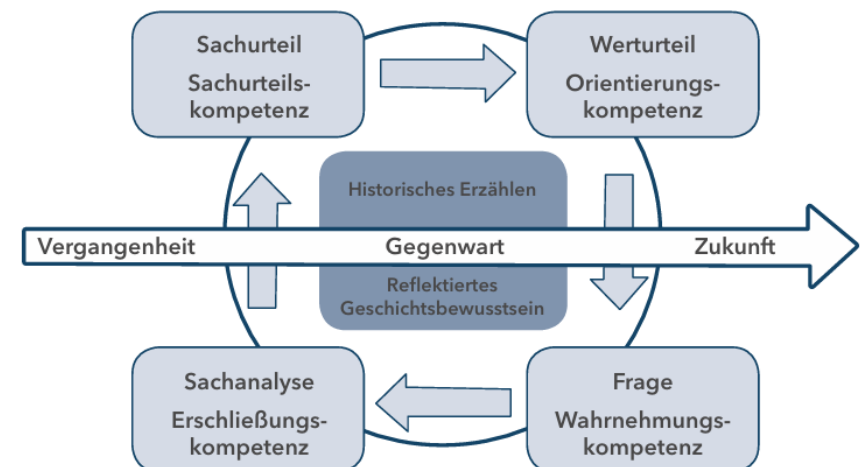 Sachurteil
Sachurteils-
kompetenz
Werturteil
Orientierungs-
kompetenz
Historisches Erzählen
Vergangenheit
Gegenwart
Zukunft
Reflektiertes
Geschichtsbewusstsein
Sachanalyse
Erschließungs-
kompetenz
Frage
Wahrnehmungs-
kompetenz